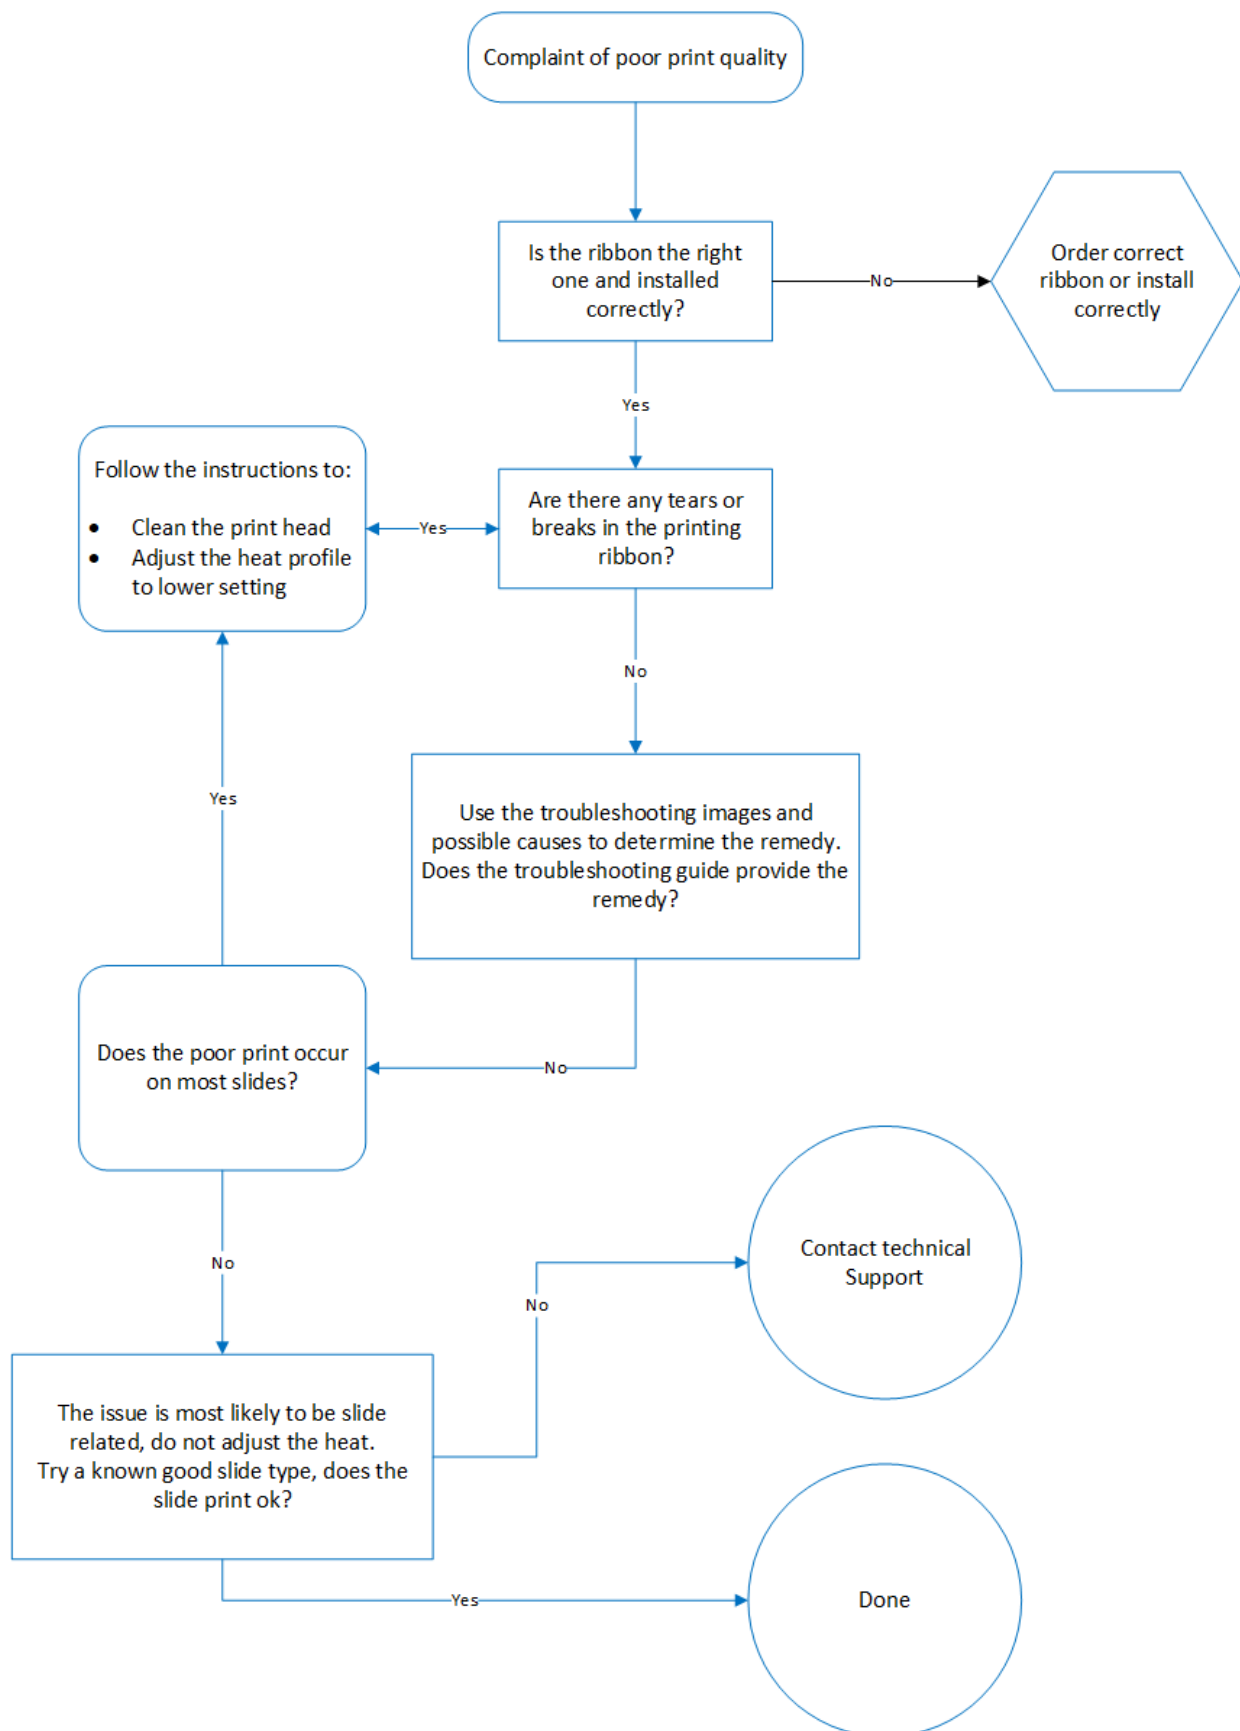 Complaint of poor print quality
Is the ribbon the right
one and installed
correctly?
No
Order correct
ribbon or install
correctly
Yes
Follow the instructions to:
• Clean the print head
• Adjust the heat profile
to lower setting
Yes
Are there any tears or
breaks in the printing
ribbon?
No
Yes
Use the troubleshooting images and
possible causes to determine the remedy.
Does the troubleshooting guide provide the
remedy?
Does the poor print occur
on most slides?
No
No
Contact technical
Support
No
The issue is most likely to be slide
related, do not adjust the heat.
Try a known good slide type, does the
slide print ok?
Yes
Done